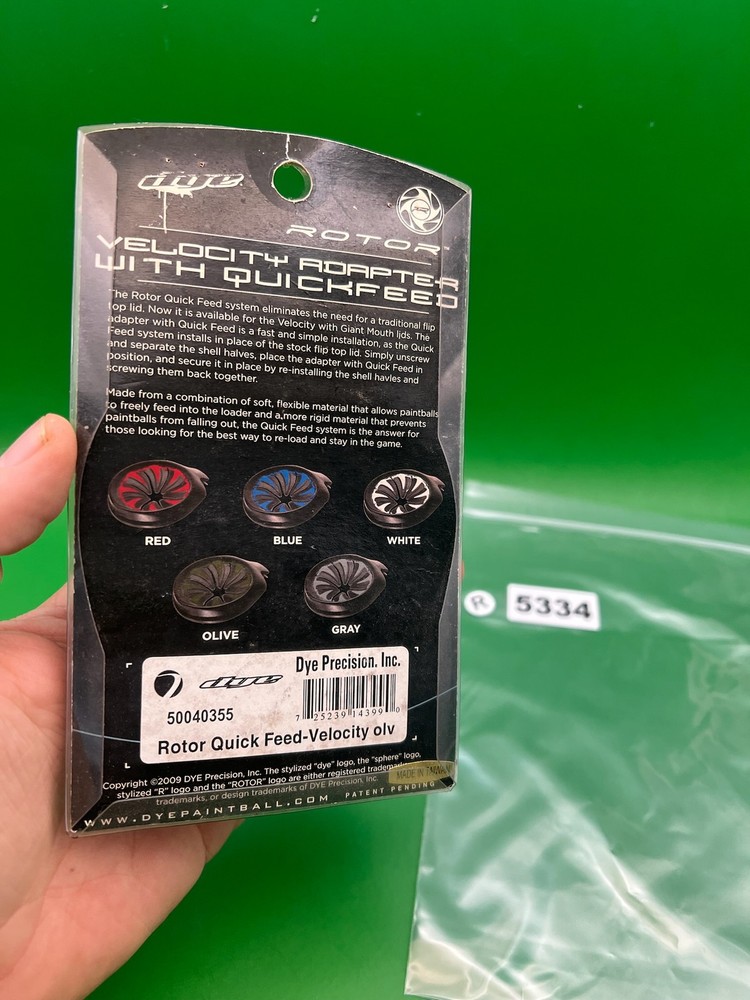 dye
ROTOR™
VELOCITY ADAPTER
WITH QUICKFEED
The Rotor Quick Feed system eliminates the need for a traditional flip
top lid. Now it is available for the Velocity with Giant Mouth lids. The
adapter with Quick Feed is a fast and simple installation, as the Quick
Feed system installs in place of the stock flip top lid. Simply unscrew
and separate the shell halves, place the adapter with Quick Feed in
position, and secure it in place by re-installing the shell havles and
screwing them back together.
Made from a combination of soft, flexible material that allows paintballs
to freely feed into the loader and a more rigid material that prevents
paintballs from falling out, the Quick Feed system is the answer for
those looking for the best way to re-load and stay in the game.
RED
BLUE
WHITE
OLIVE
GRAY
Dye Precision. Inc.
dye
50040355
7 25239 14399 0
Rotor Quick Feed-Velocity olv
Copyright ©2009 DYE Precision, Inc. The stylized "dye" logo, the "sphere" logo,
stylized "R" logo and the "ROTOR" logo are either registered
trademarks, or design trademarks of DYE Precision, Inc.
MADE IN TAIWAN
WWW.DYEPAINTBALL.COM. PATENT PENDING
R
5334